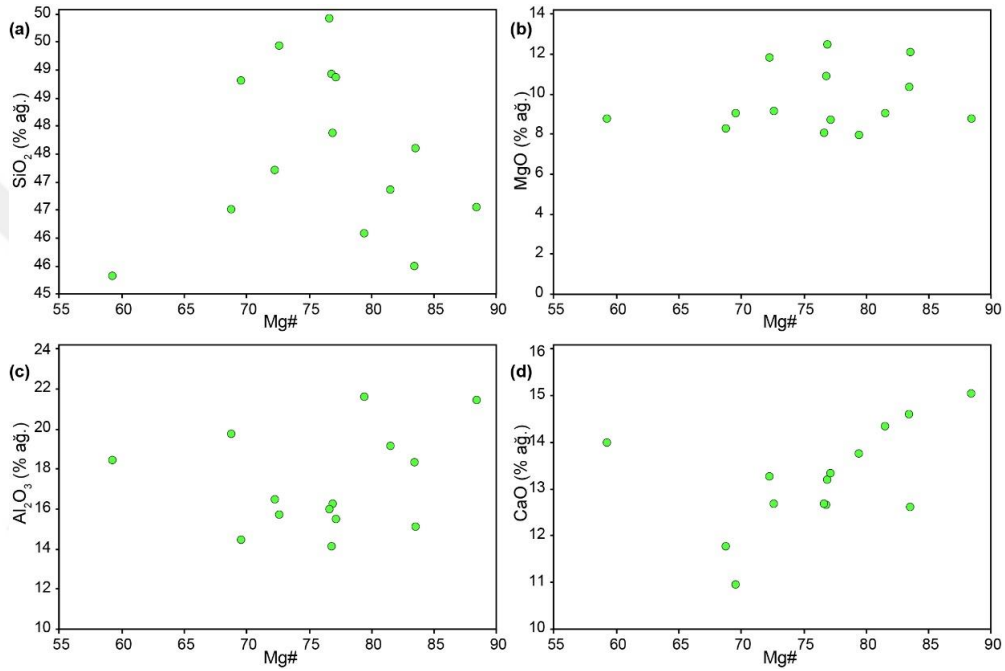 (a)
SiO₂ (% ağ.)
50
50
49
49
48
48
47
47
46
46
45
55 60 65 70 75 80 85 90
Mg#
(b)
MgO (% ağ.)
14
12
10
8
6
4
2
0
55 60 65 70 75 80 85 90
Mg#
(c)
Al₂O₃ (% ağ.)
24
22
20
18
16
14
12
10
55 60 65 70 75 80 85 90
Mg#
(d)
CaO (% ağ.)
16
15
14
13
12
11
10
55 60 65 70 75 80 85 90
Mg#